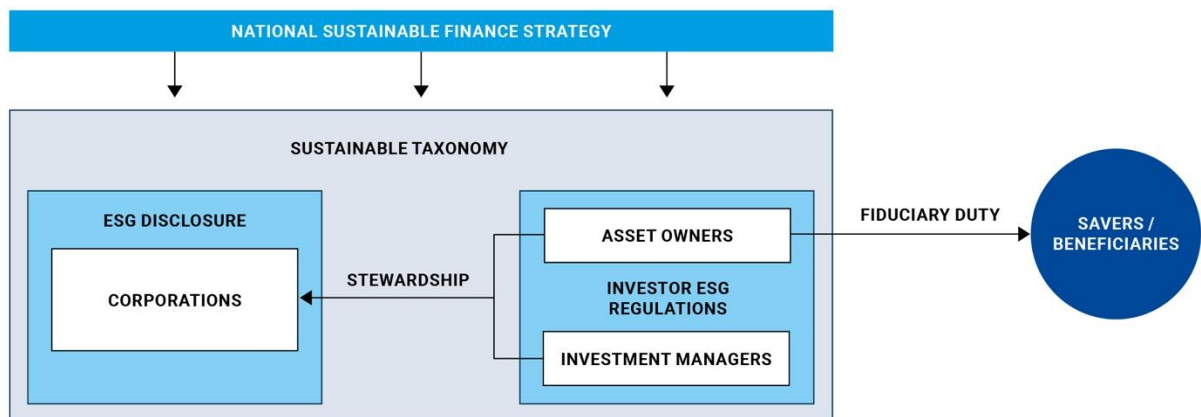 NATIONAL SUSTAINABLE FINANCE STRATEGY
SUSTAINABLE TAXONOMY
ESG DISCLOSURE
CORPORATIONS
STEWARDSHIP
ASSET OWNERS
INVESTOR ESG
REGULATIONS
INVESTMENT MANAGERS
FIDUCIARY DUTY
SAVERS /
BENEFICIARIES